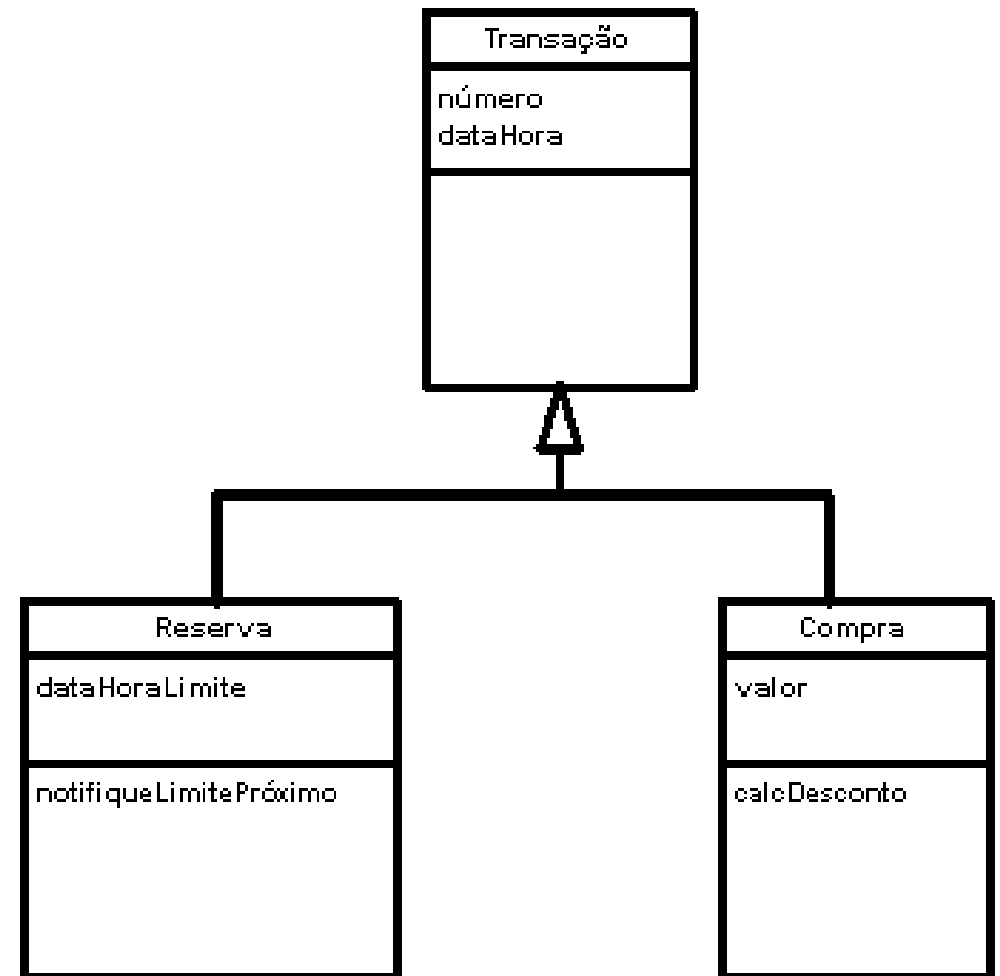 Transação
número
dataHora
Reserva
dataHoraLimite
notifiqueLimitePróximo
Compra
valor
calcDesconto